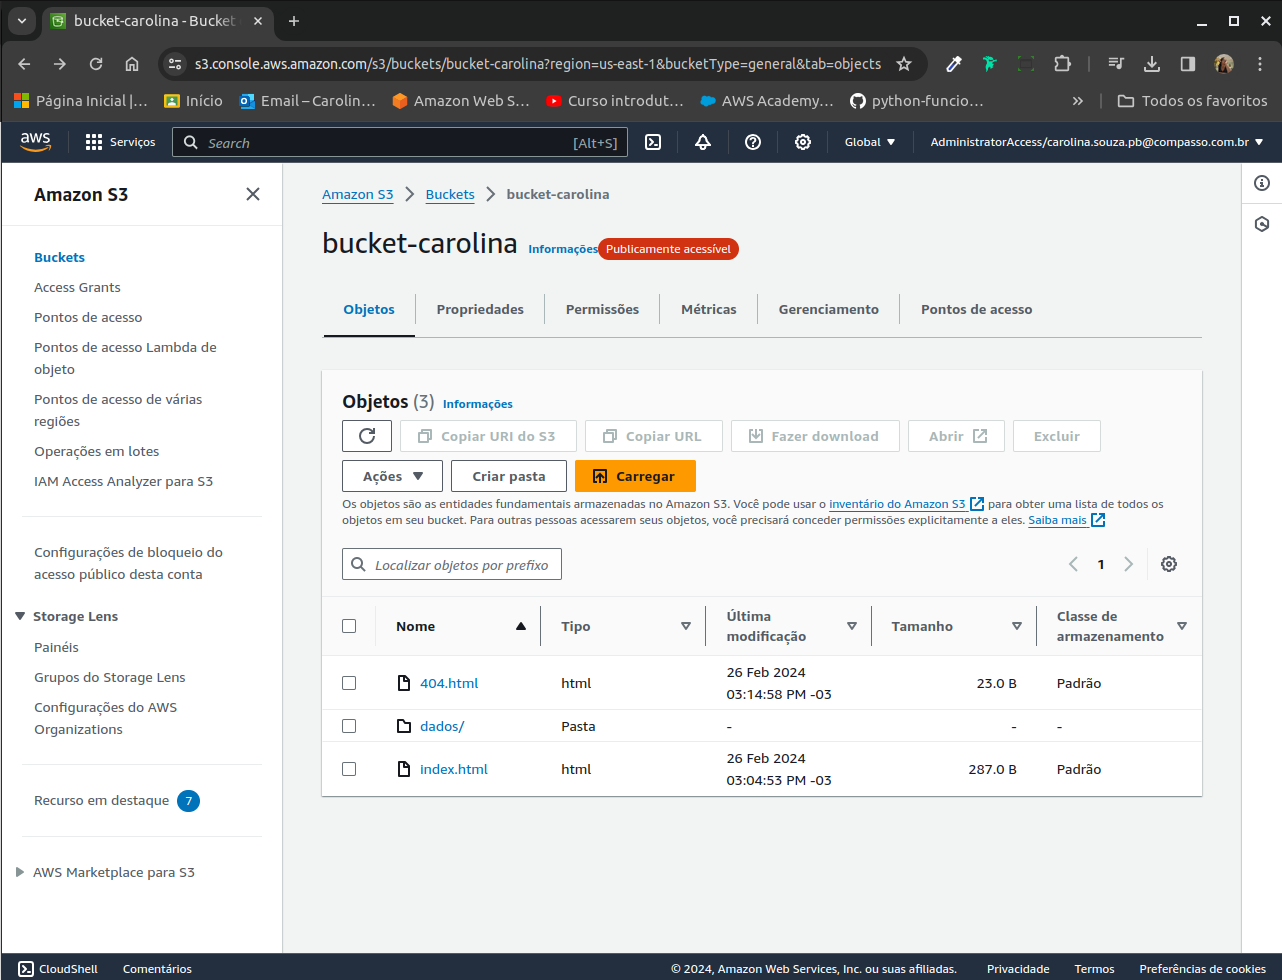 bucket-carolina - Bucket
s3.console.aws.amazon.com/s3/buckets/bucket-carolina?region=us-east-1&bucketType=general&tab=objects
Página Inicial |… Início Email – Carolin… Amazon Web S… Curso introdut… AWS Academy… python-funcio… » Todos os favoritos
aws Serviços Search [Alt+S] Global AdministratorAccess/carolina.souza.pb@compasso.com.br
Amazon S3
Buckets
Access Grants
Pontos de acesso
Pontos de acesso Lambda de
objeto
Pontos de acesso de várias
regiões
Operações em lotes
IAM Access Analyzer para S3
Configurações de bloqueio do
acesso público desta conta
Storage Lens
Painéis
Grupos do Storage Lens
Configurações do AWS
Organizations
Recurso em destaque 7
AWS Marketplace para S3
Amazon S3 Buckets bucket-carolina
bucket-carolina Informações Publicamente acessível
Objetos Propriedades Permissões Métricas Gerenciamento Pontos de acesso
Objetos (3) Informações
Copiar URI do S3 Copiar URL Fazer download Abrir Excluir
Ações Criar pasta Carregar
Os objetos são as entidades fundamentais armazenadas no Amazon S3. Você pode usar o inventário do Amazon S3 para obter uma lista de todos os
objetos em seu bucket. Para outras pessoas acessarem seus objetos, você precisará conceder permissões explicitamente a eles. Saiba mais
Localizar objetos por prefixo 1
Nome Tipo Última modificação Tamanho Classe de armazenamento
404.html html 26 Feb 2024 03:14:58 PM -03 23.0 B Padrão
dados/ Pasta - - -
index.html html 26 Feb 2024 03:04:53 PM -03 287.0 B Padrão
CloudShell Comentários © 2024, Amazon Web Services, Inc. ou suas afiliadas. Privacidade Termos Preferências de cookies